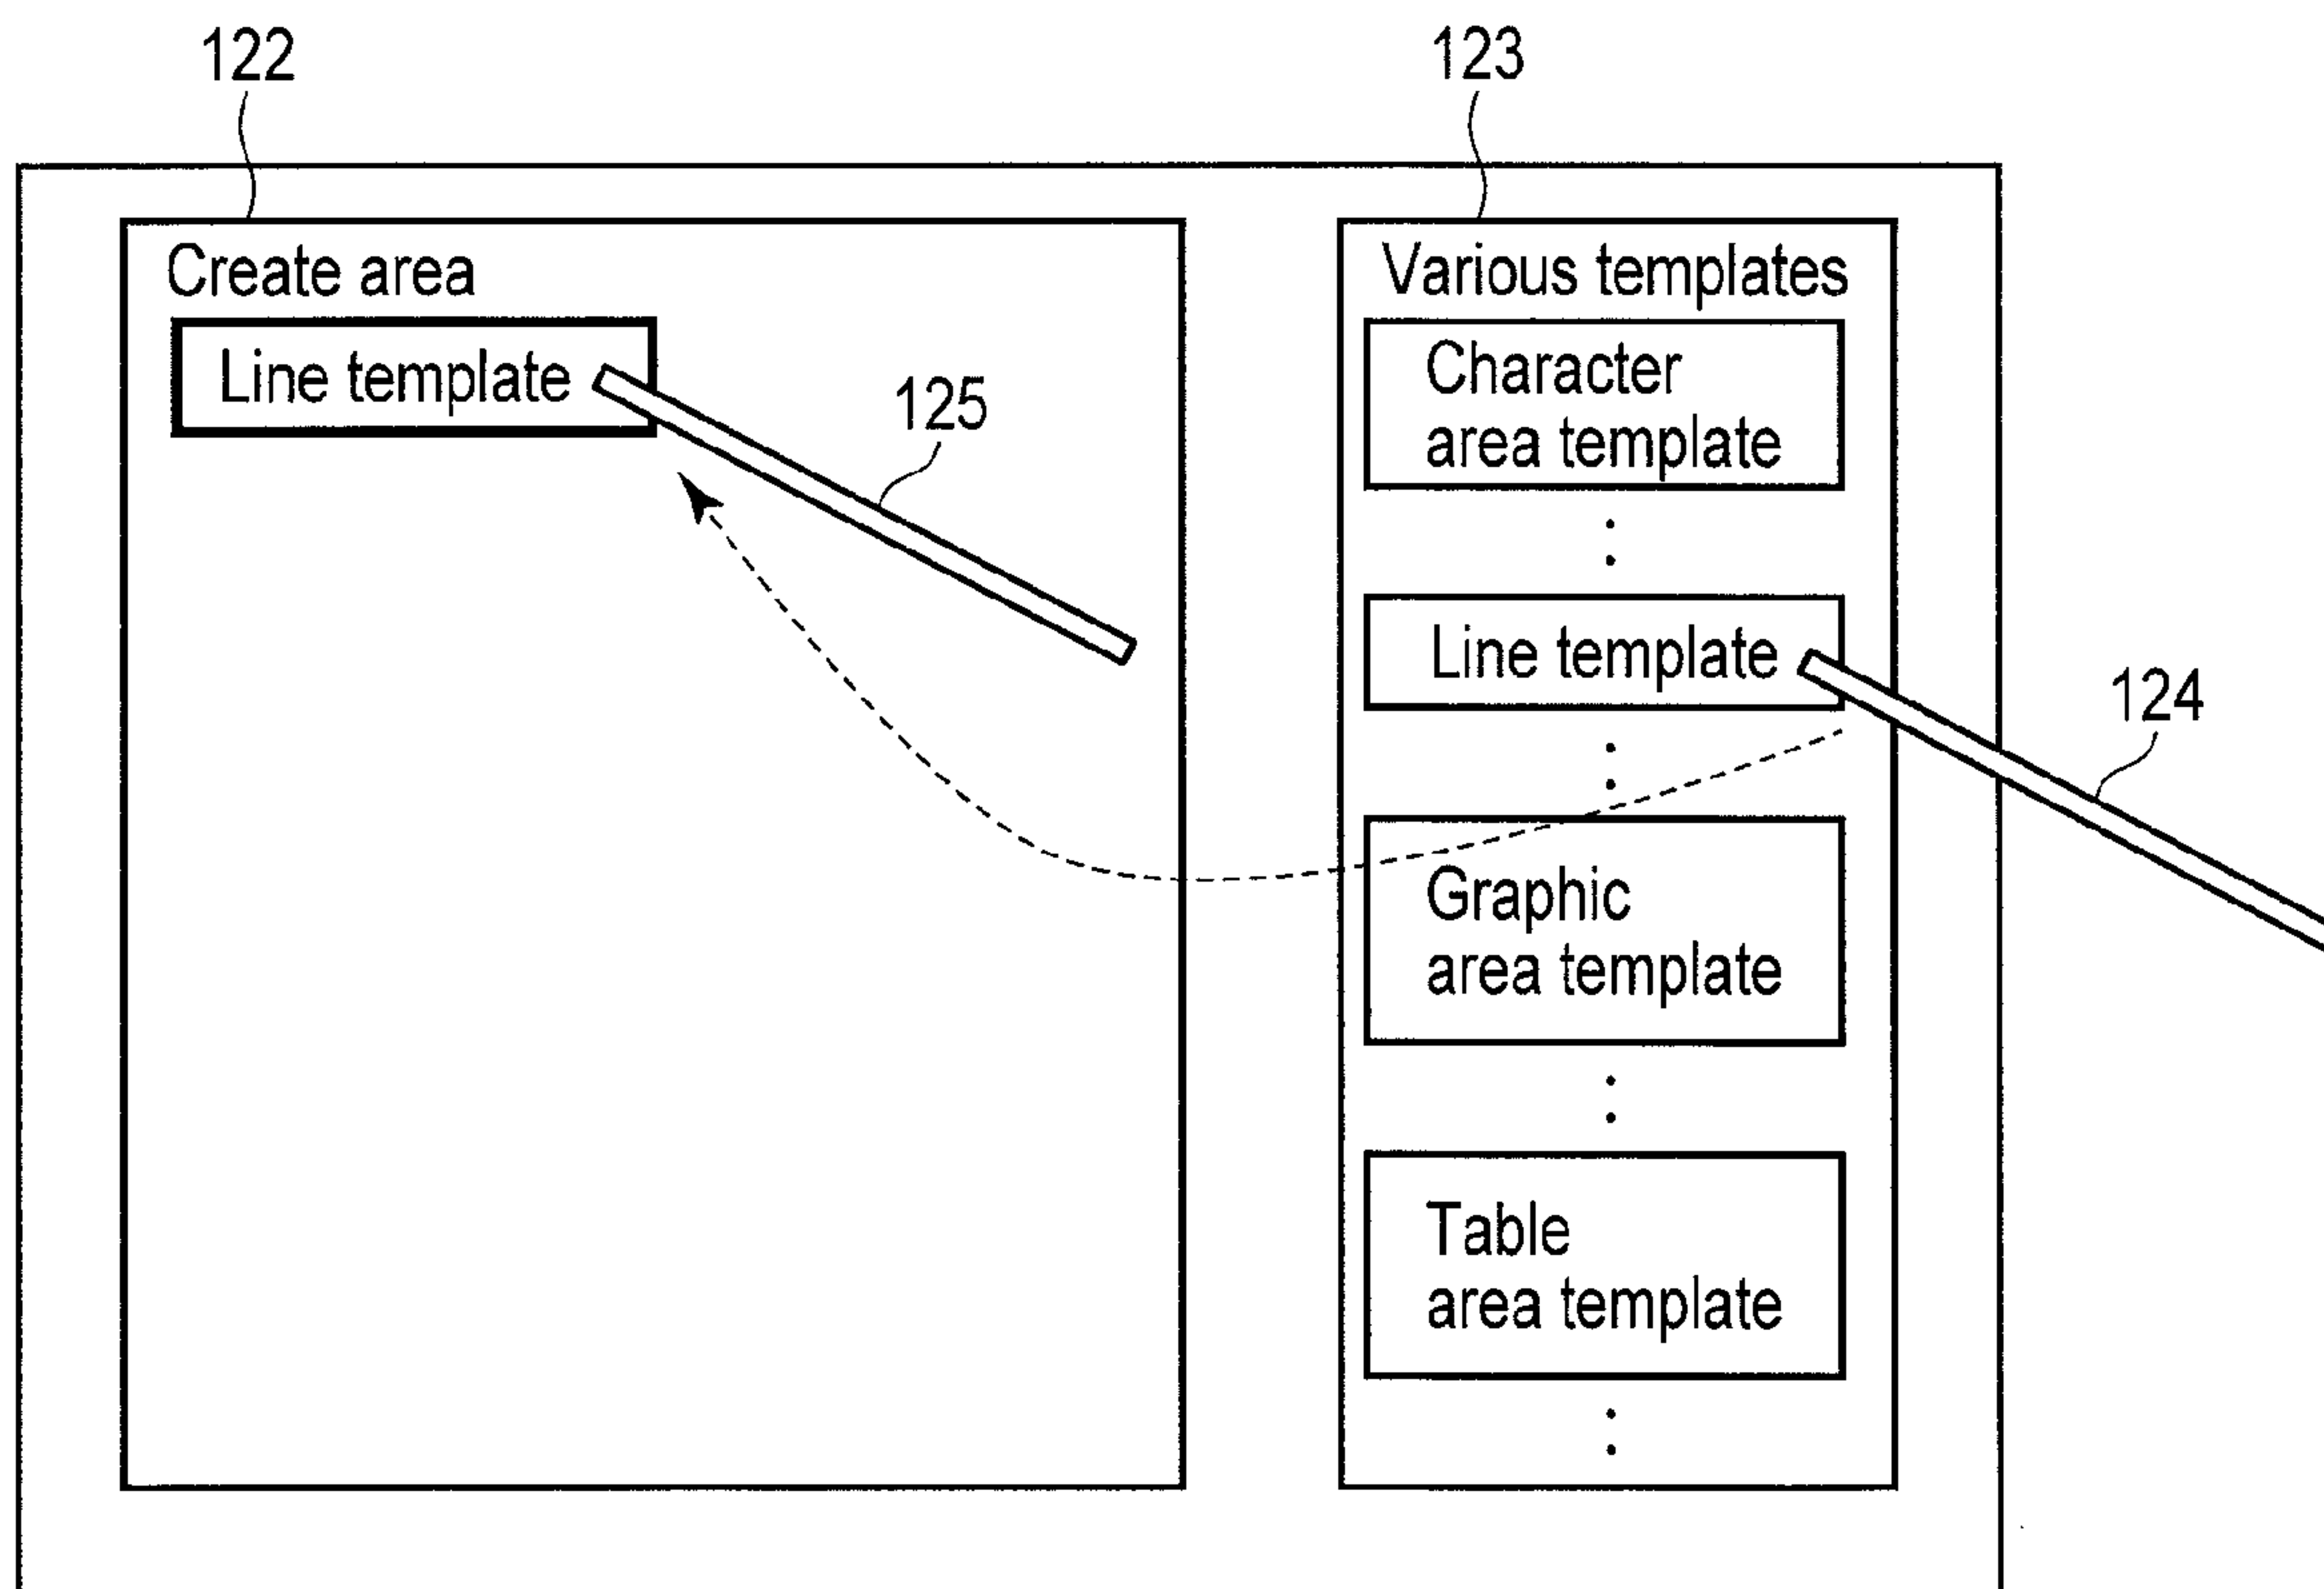 122
123
Create area
Line template
125
Various templates
Character
area template
Line template
124
Graphic
area template
Table
area template